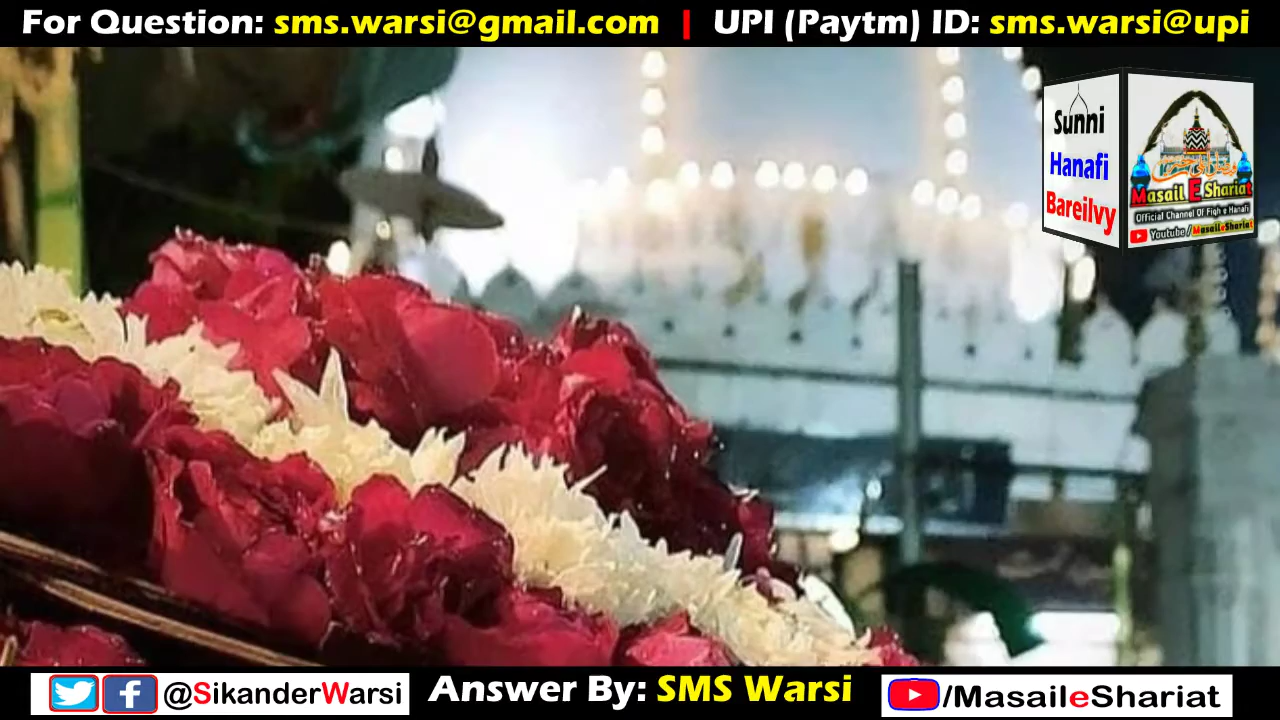 For Question: sms.warsi@gmail.com | UPI (Paytm) ID: sms.warsi@upi
Sunni
Hanafi
Bareilvy
Masail E Shariat
Official Channel Of Fiqh e Hanafi
Youtube/MasaileShariat
@SikanderWarsi
Answer By: SMS Warsi
/MasaileShariat